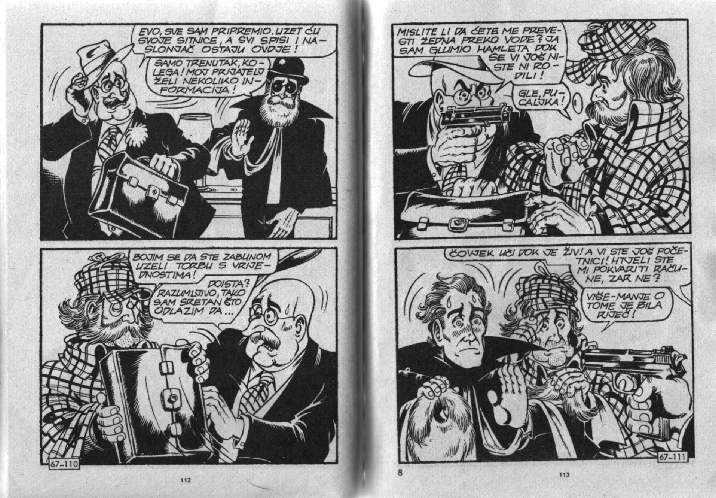 EVO, SVE SAM PRIPREMIO. UZET ĆU
SVOJE SITNICE, A SVI SPISI I NA-
SLONJAČ OSTAJU OVDJE!
SAMO TRENUTAK, KO-
LEGA! MOJ PRIJATELJ
ŽELI NEKOLIKO IN-
FORMACIJA!
BOJIM SE DA STE ZABUNOM
UZELI TORBU S VRIJE-
DNOSTIMA!
DOISTA?
RAZUMLJIVO, TAKO
SAM SRETAN ŠTO
ODLAZIM DA...
67-110
112
MISLITE LI DA ĆETE ME PREVE-
STI ŽEDNA PREKO VODE? JA
SAM GLUMIO HAMLETA DOK
SE VI JOŠ NI-
STE NI RO-
DILI!
GLE, PU-
CALJKA!
ČOVJEK UČI DOK JE ŽIV! A VI STE JOŠ POČE-
TNICI! HTJELI STE
MI POKVARITI RAČU-
NE, ZAR NE?
VIŠE-MANJE O
TOME JE BILA
RIJEČ!
67-111
8
113